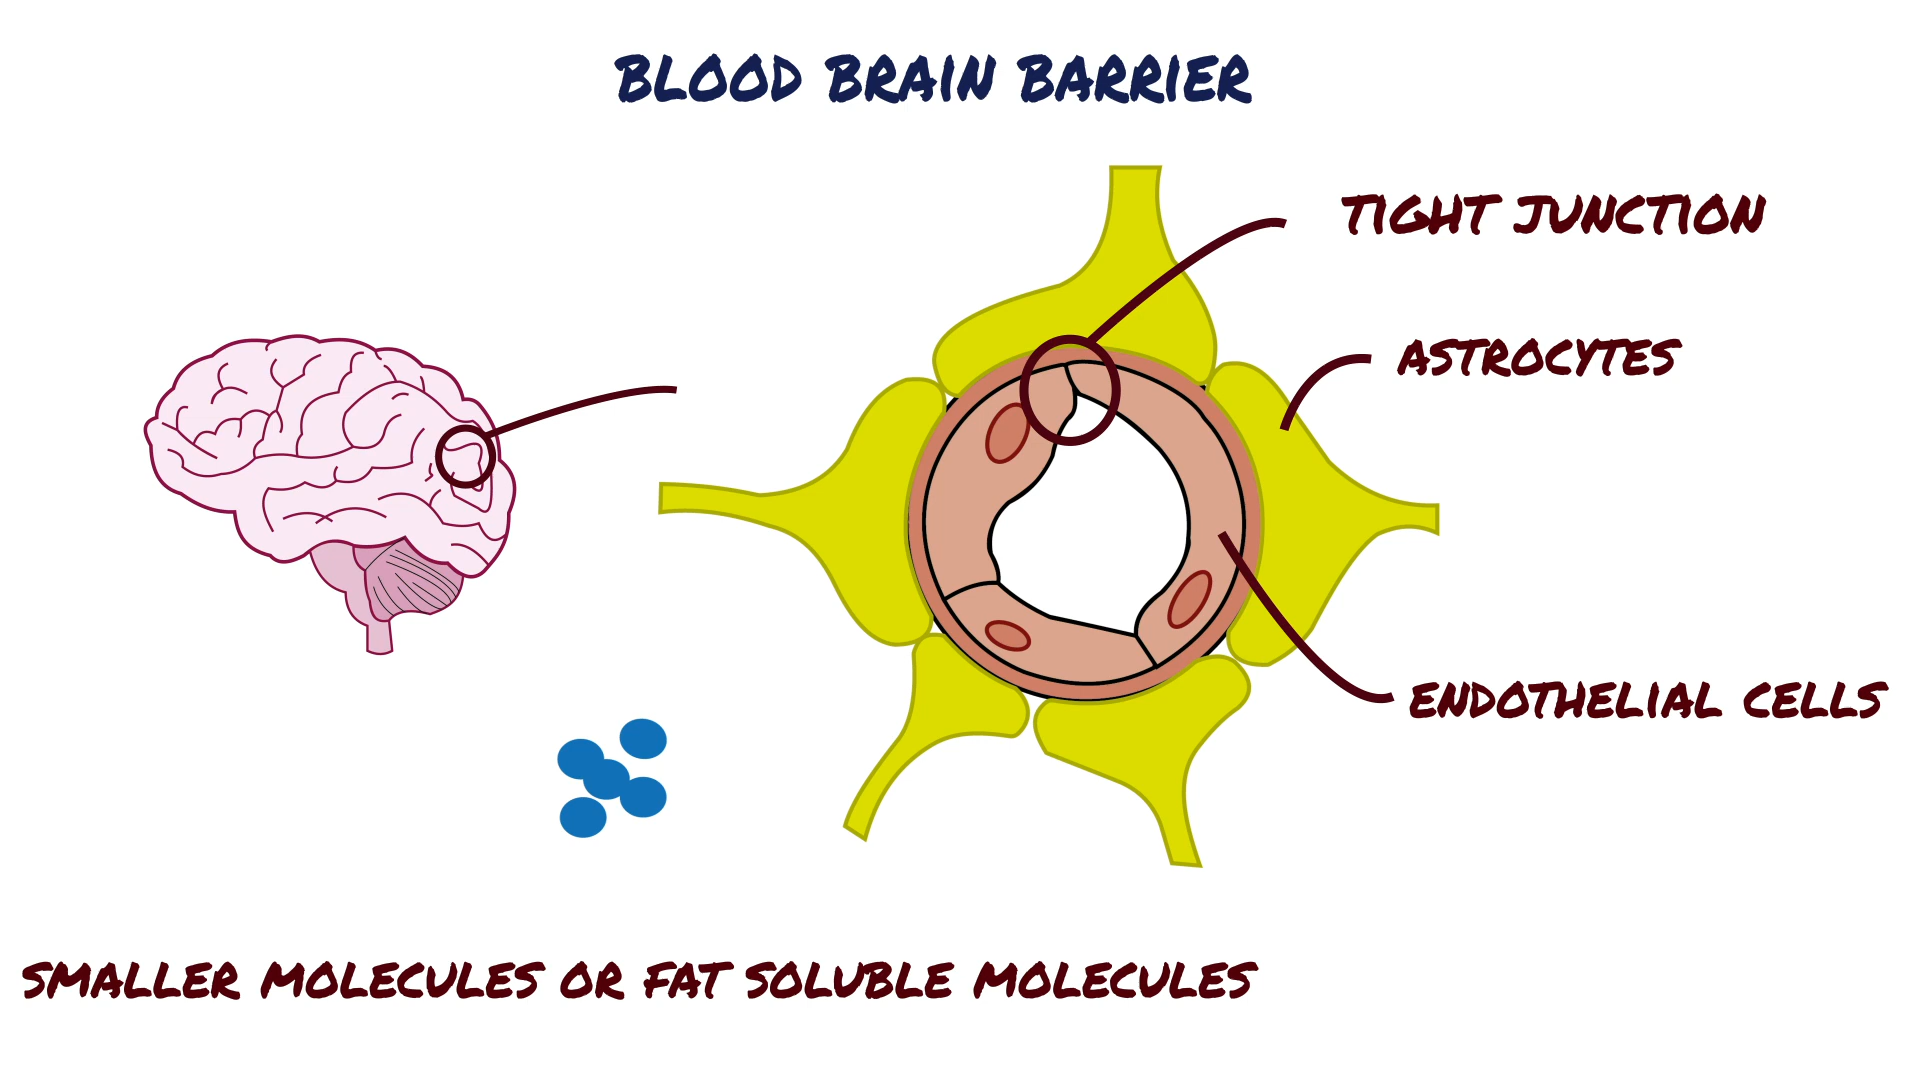 BLOOD BRAIN BARRIER
TIGHT JUNCTION
ASTROCYTES
ENDOTHELIAL CELLS
SMALLER MOLECULES OR FAT SOLUBLE MOLECULES